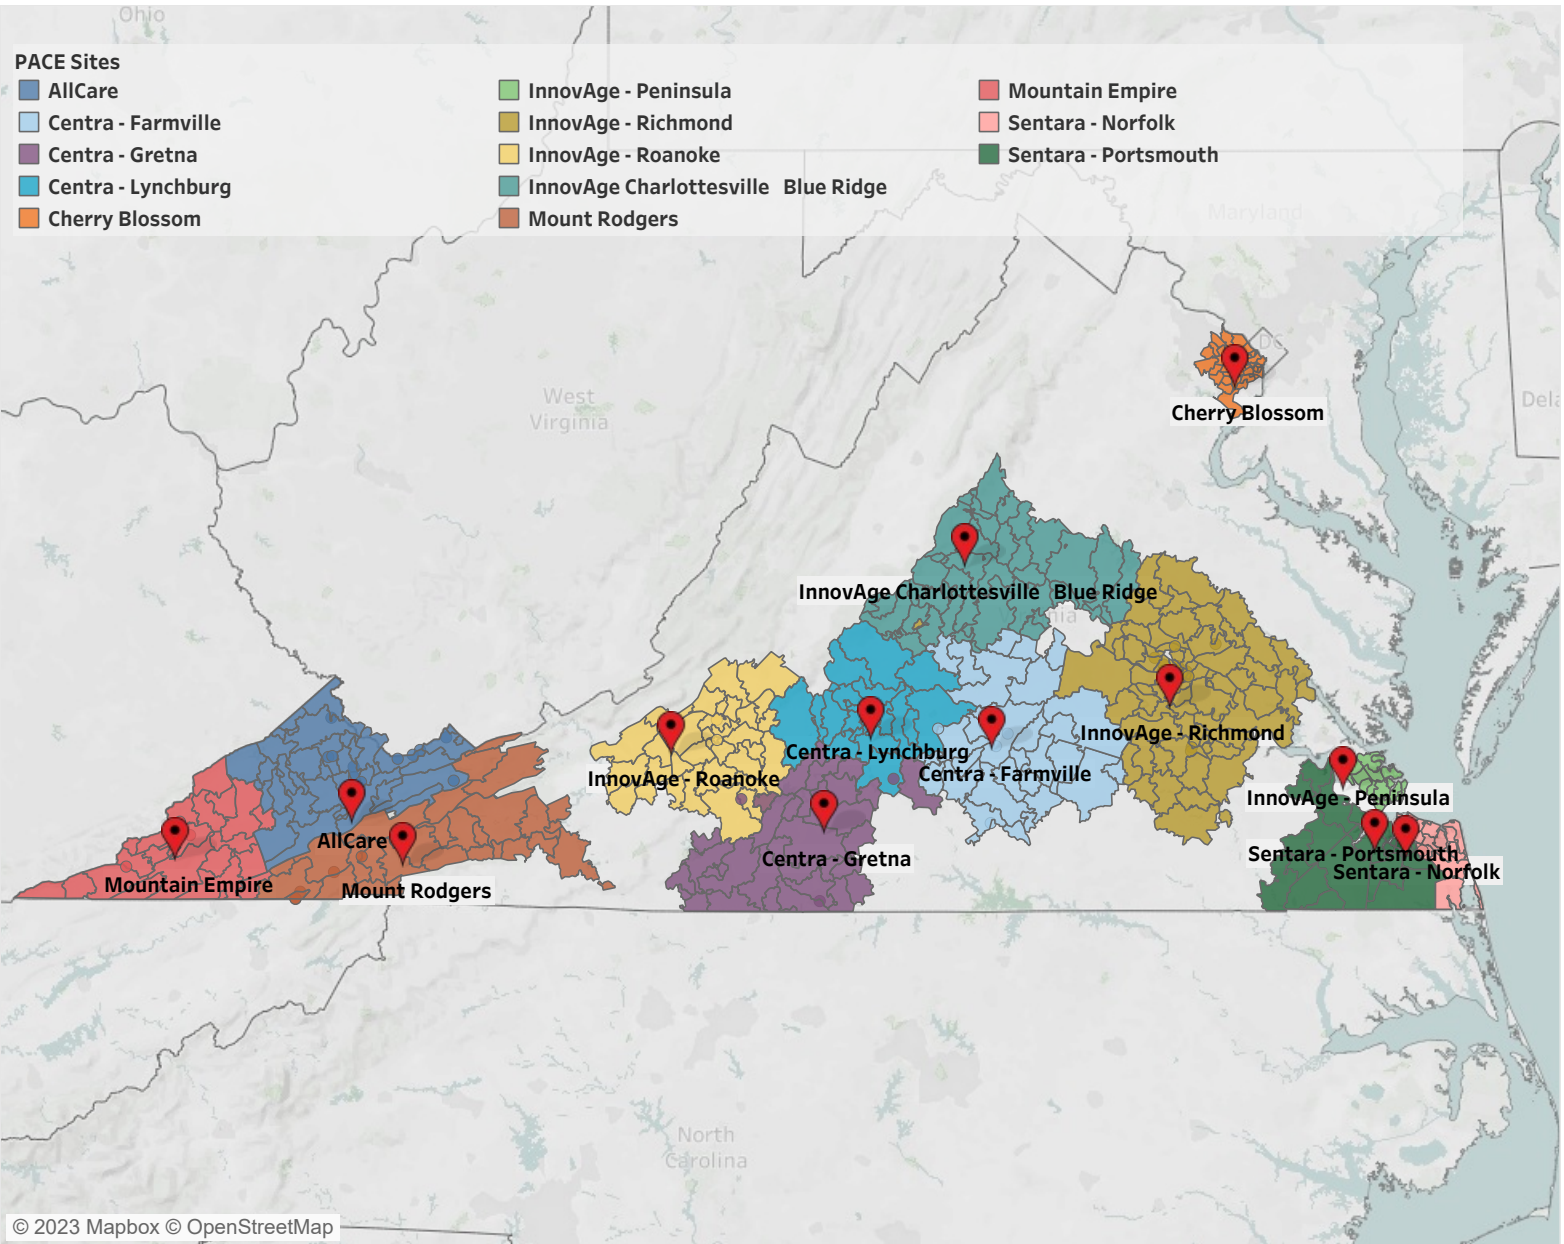 Ohio
PACE Sites
AllCare
Centra - Farmville
Centra - Gretna
Centra - Lynchburg
Cherry Blossom
InnovAge - Peninsula
InnovAge - Richmond
InnovAge - Roanoke
InnovAge Charlottesville Blue Ridge
Mount Rodgers
Mountain Empire
Sentara - Norfolk
Sentara - Portsmouth
Maryland
DC
West
Virginia
Dela
Cherry Blossom
InnovAge Charlottesville Blue Ridge
InnovAge - Richmond
Centra - Lynchburg
Centra - Farmville
InnovAge - Roanoke
InnovAge - Peninsula
AllCare
Sentara - Portsmouth
Centra - Gretna
Sentara - Norfolk
Mountain Empire
Mount Rodgers
North
Carolina
© 2023 Mapbox © OpenStreetMap